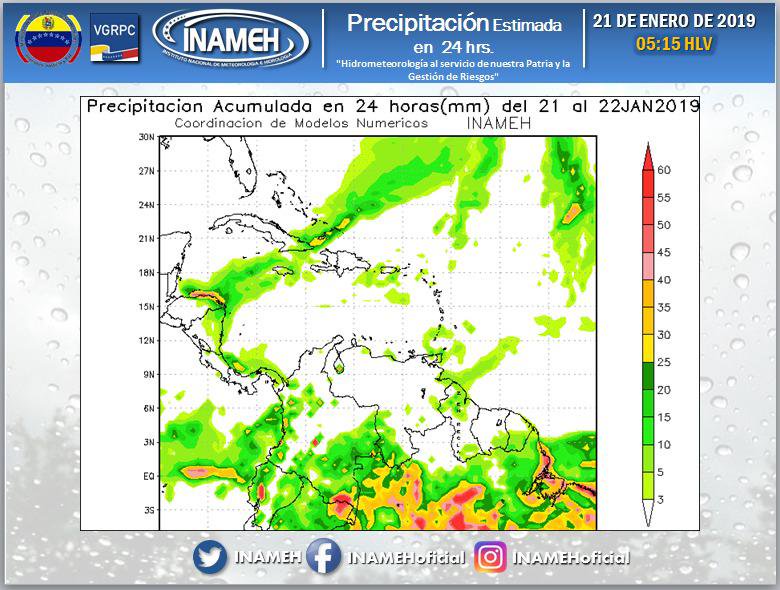 VGRPC
INAMEH
INSTITUTO NACIONAL DE METEOROLOGÍA E HIDROLOGÍA
Precipitación Estimada
en 24 hrs.
"Hidrometeorología al servicio de nuestra Patria y la
Gestión de Riesgos"
21 DE ENERO DE 2019
05:15 HLV
Precipitacion Acumulada en 24 horas(mm) del 21 al 22JAN2019
Coordinacion de Modelos Numericos INAMEH
30N
27N
24N
21N
18N
15N
12N
9N
6N
3N
EQ
3S
60
55
50
45
40
35
30
25
20
15
10
5
3
INAMEH
INAMEHoficial
INAMEHoficial